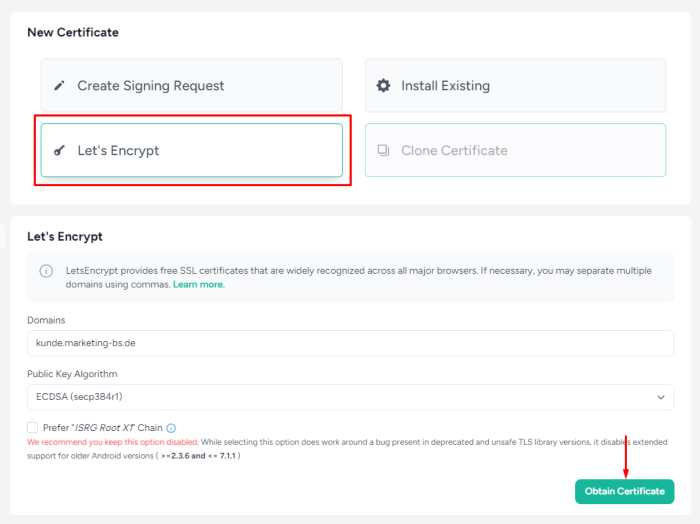 New Certificate
Create Signing Request
Install Existing
Let's Encrypt
Clone Certificate
Let's Encrypt
LetsEncrypt provides free SSL certificates that are widely recognized across all major browsers. If necessary, you may separate multiple
domains using commas. Learn more.
Domains
kunde.marketing-bs.de
Public Key Algorithm
ECDSA (secp384r1)
Prefer "ISRG Root X1" Chain
We recommend you keep this option disabled. While selecting this option does work around a bug present in deprecated and unsafe TLS library versions, it disables extended
support for older Android versions ( >=2.3.6 and <= 7.1.1 )
Obtain Certificate